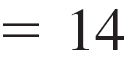 = 14